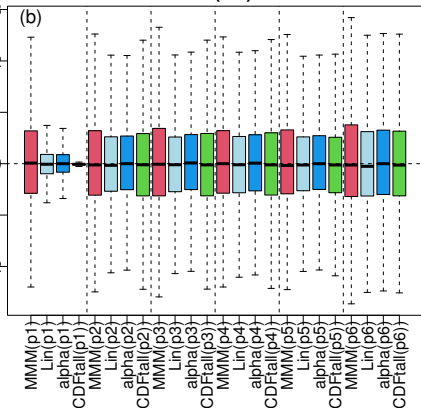 (b)
MMM(p1)
Lin(p1)
alpha(p1)
CDFtall(p1))
MMM(p2)
Lin(p2)
alpha(p2)
CDFtall(p2))
MMM(p3)
Lin(p3)
alpha(p3)
CDFtall(p3))
MMM(p4)
Lin(p4)
alpha(p4)
CDFtall(p4))
MMM(p5)
Lin(p5)
alpha(p5)
CDFtall(p5))
MMM(p6)
Lin(p6)
alpha(p6)
CDFtall(p6))